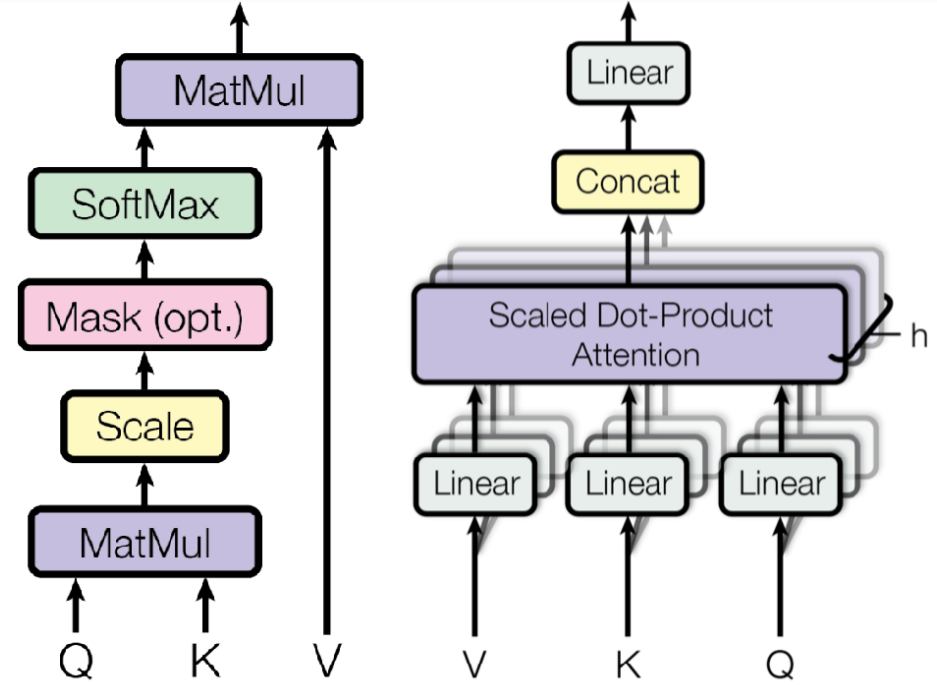 MatMul
SoftMax
Mask (opt.)
Scale
MatMul
Q K V
Linear
Concat
Scaled Dot-Product
Attention
h
Linear Linear Linear
V K Q